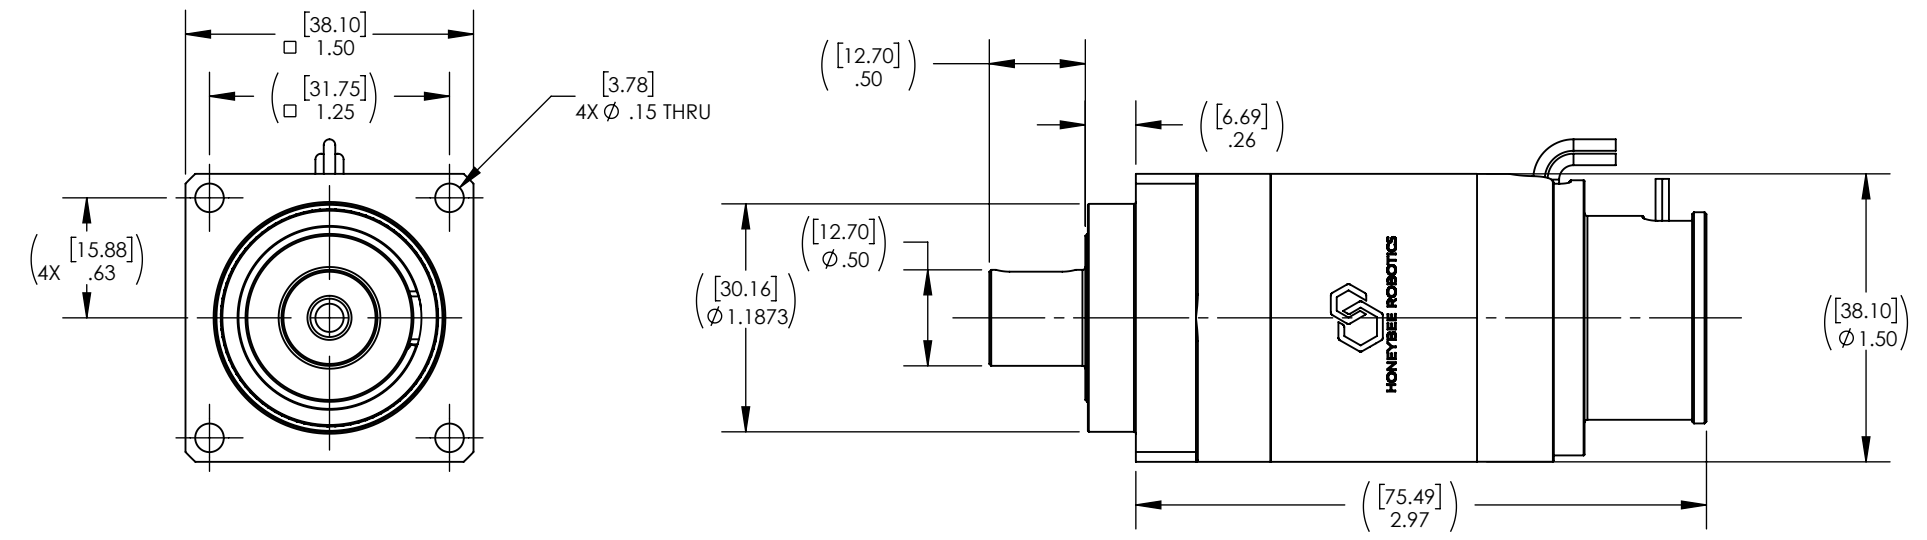 [38.10]
□ 1.50
([31.75]
□ 1.25)
[3.78]
4X Ø .15 THRU
(4X [15.88]
.63)
([12.70]
.50)
([6.69]
.26)
([12.70]
Ø .50)
([30.16]
Ø 1.1873)
HONEYBEE ROBOTICS
([38.10]
Ø 1.50)
([75.49]
2.97)